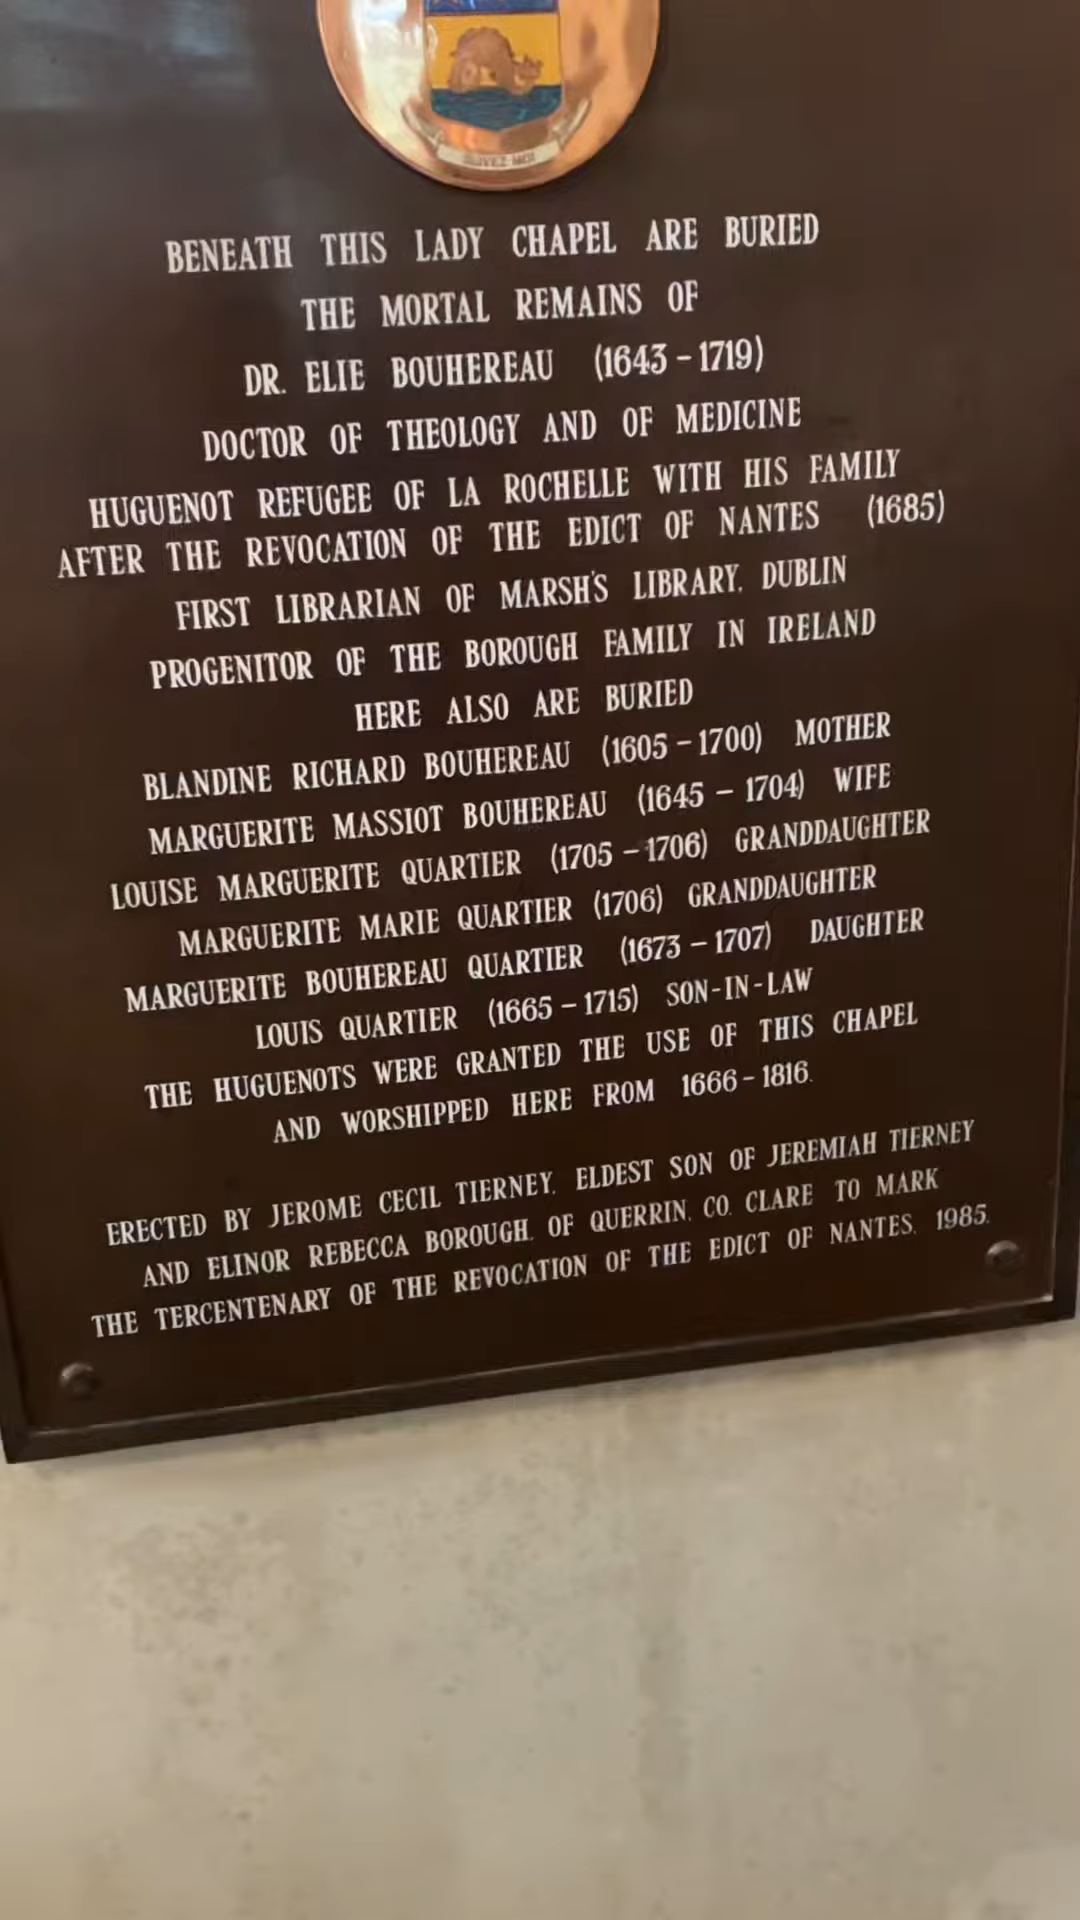 SUIVEZ-MOI
BENEATH THIS LADY CHAPEL ARE BURIED
THE MORTAL REMAINS OF
DR. ELIE BOUHEREAU (1643 - 1719)
DOCTOR OF THEOLOGY AND OF MEDICINE
HUGUENOT REFUGEE OF LA ROCHELLE WITH HIS FAMILY
AFTER THE REVOCATION OF THE EDICT OF NANTES (1685)
FIRST LIBRARIAN OF MARSH'S LIBRARY, DUBLIN
PROGENITOR OF THE BOROUGH FAMILY IN IRELAND
HERE ALSO ARE BURIED
BLANDINE RICHARD BOUHEREAU (1605 - 1700) MOTHER
MARGUERITE MASSIOT BOUHEREAU (1645 - 1704) WIFE
LOUISE MARGUERITE QUARTIER (1705 - 1706) GRANDDAUGHTER
MARGUERITE MARIE QUARTIER (1706) GRANDDAUGHTER
MARGUERITE BOUHEREAU QUARTIER (1673 - 1707) DAUGHTER
LOUIS QUARTIER (1665 - 1715) SON-IN-LAW
THE HUGUENOTS WERE GRANTED THE USE OF THIS CHAPEL
AND WORSHIPPED HERE FROM 1666 - 1816.
ERECTED BY JEROME CECIL TIERNEY, ELDEST SON OF JEREMIAH TIERNEY
AND ELINOR REBECCA BOROUGH, OF QUERRIN, CO. CLARE TO MARK
THE TERCENTENARY OF THE REVOCATION OF THE EDICT OF NANTES, 1985.